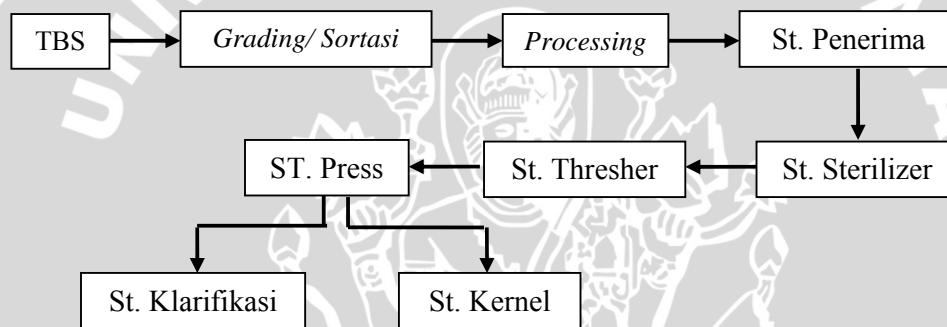 TBS
Grading/ Sortasi
Processing
St. Penerima
St. Sterilizer
St. Thresher
ST. Press
St. Klarifikasi
St. Kernel